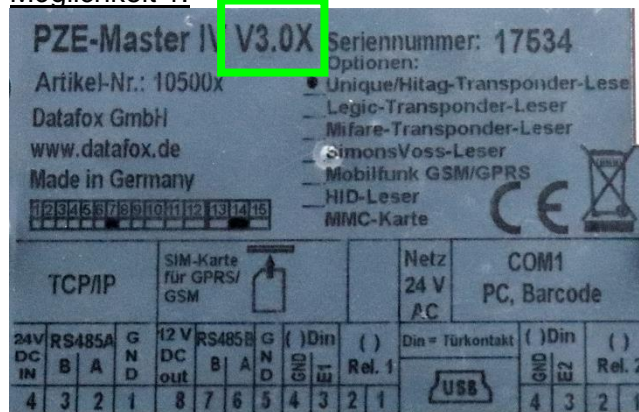 Möglichkeit 1:
PZE-Master IV V3.0X Seriennummer: 17534
Artikel-Nr.: 10500x
Datafox GmbH
www.datafox.de
Made in Germany
1 2 3 4 5 6 7 8 9 10 11 12 13 14 15
Optionen:
Unique/Hitag-Transponder-Lese
Legic-Transponder-Leser
Mifare-Transponder-Leser
SimonsVoss-Leser
Mobilfunk GSM/GPRS
HID-Leser
MMC-Karte
CE
TCP/IP
SIM-Karte
für GPRS/
GSM
Netz
24 V
AC
COM1
PC, Barcode
24V DC IN
RS485A
B A
GND
12 V DC out
RS485B
B A
GND
( ) Din
GND E1
( )
Rel. 1
Din = Türkontakt
USB
( ) Din
GND E2
( )
Rel. 2
4 3 2 1 8 7 6 5 4 3 2 1 4 3 2 1